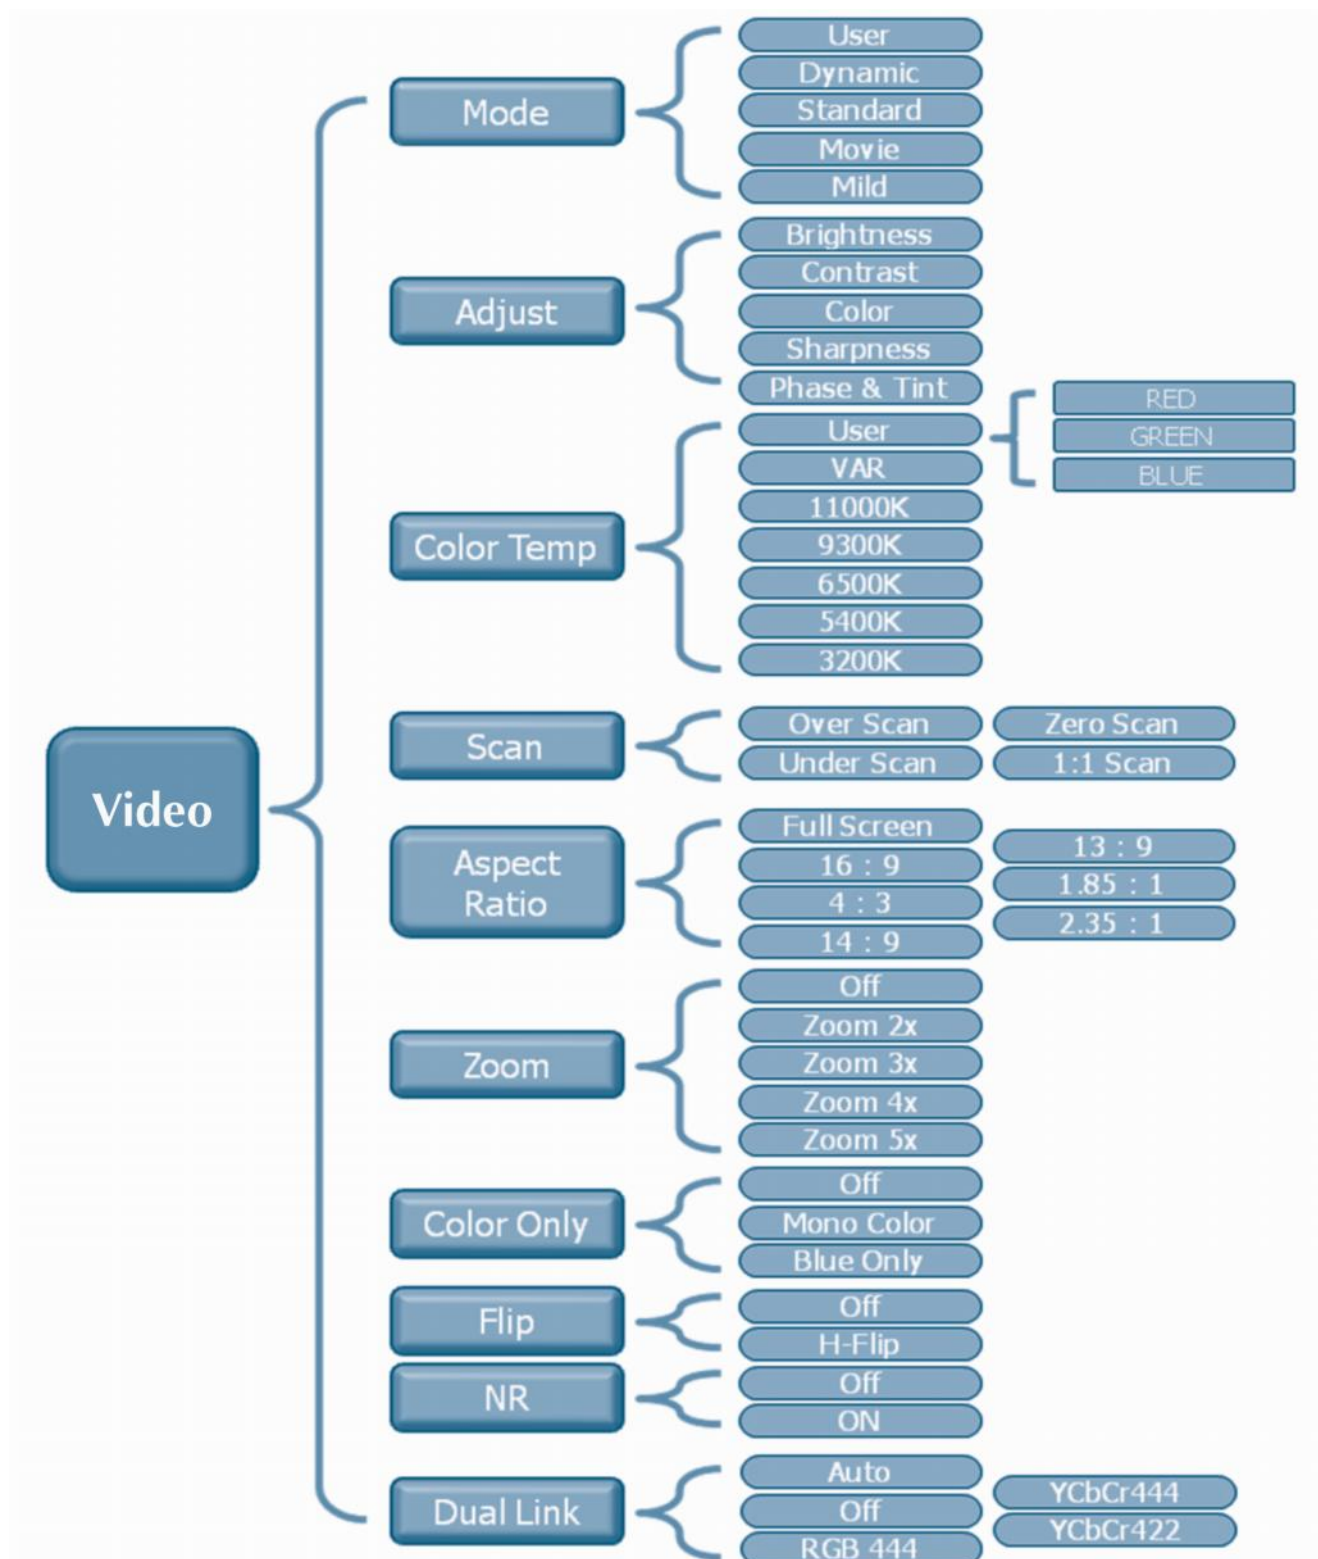 Video
Mode
User
Dynamic
Standard
Movie
Mild
Adjust
Brightness
Contrast
Color
Sharpness
Phase & Tint
Color Temp
User
RED
GREEN
BLUE
VAR
11000K
9300K
6500K
5400K
3200K
Scan
Over Scan
Zero Scan
Under Scan
1:1 Scan
Aspect
Ratio
Full Screen
16 : 9
4 : 3
14 : 9
13 : 9
1.85 : 1
2.35 : 1
Zoom
Off
Zoom 2x
Zoom 3x
Zoom 4x
Zoom 5x
Color Only
Off
Mono Color
Blue Only
Flip
Off
H-Flip
NR
Off
ON
Dual Link
Auto
Off
RGB 444
YCbCr444
YCbCr422